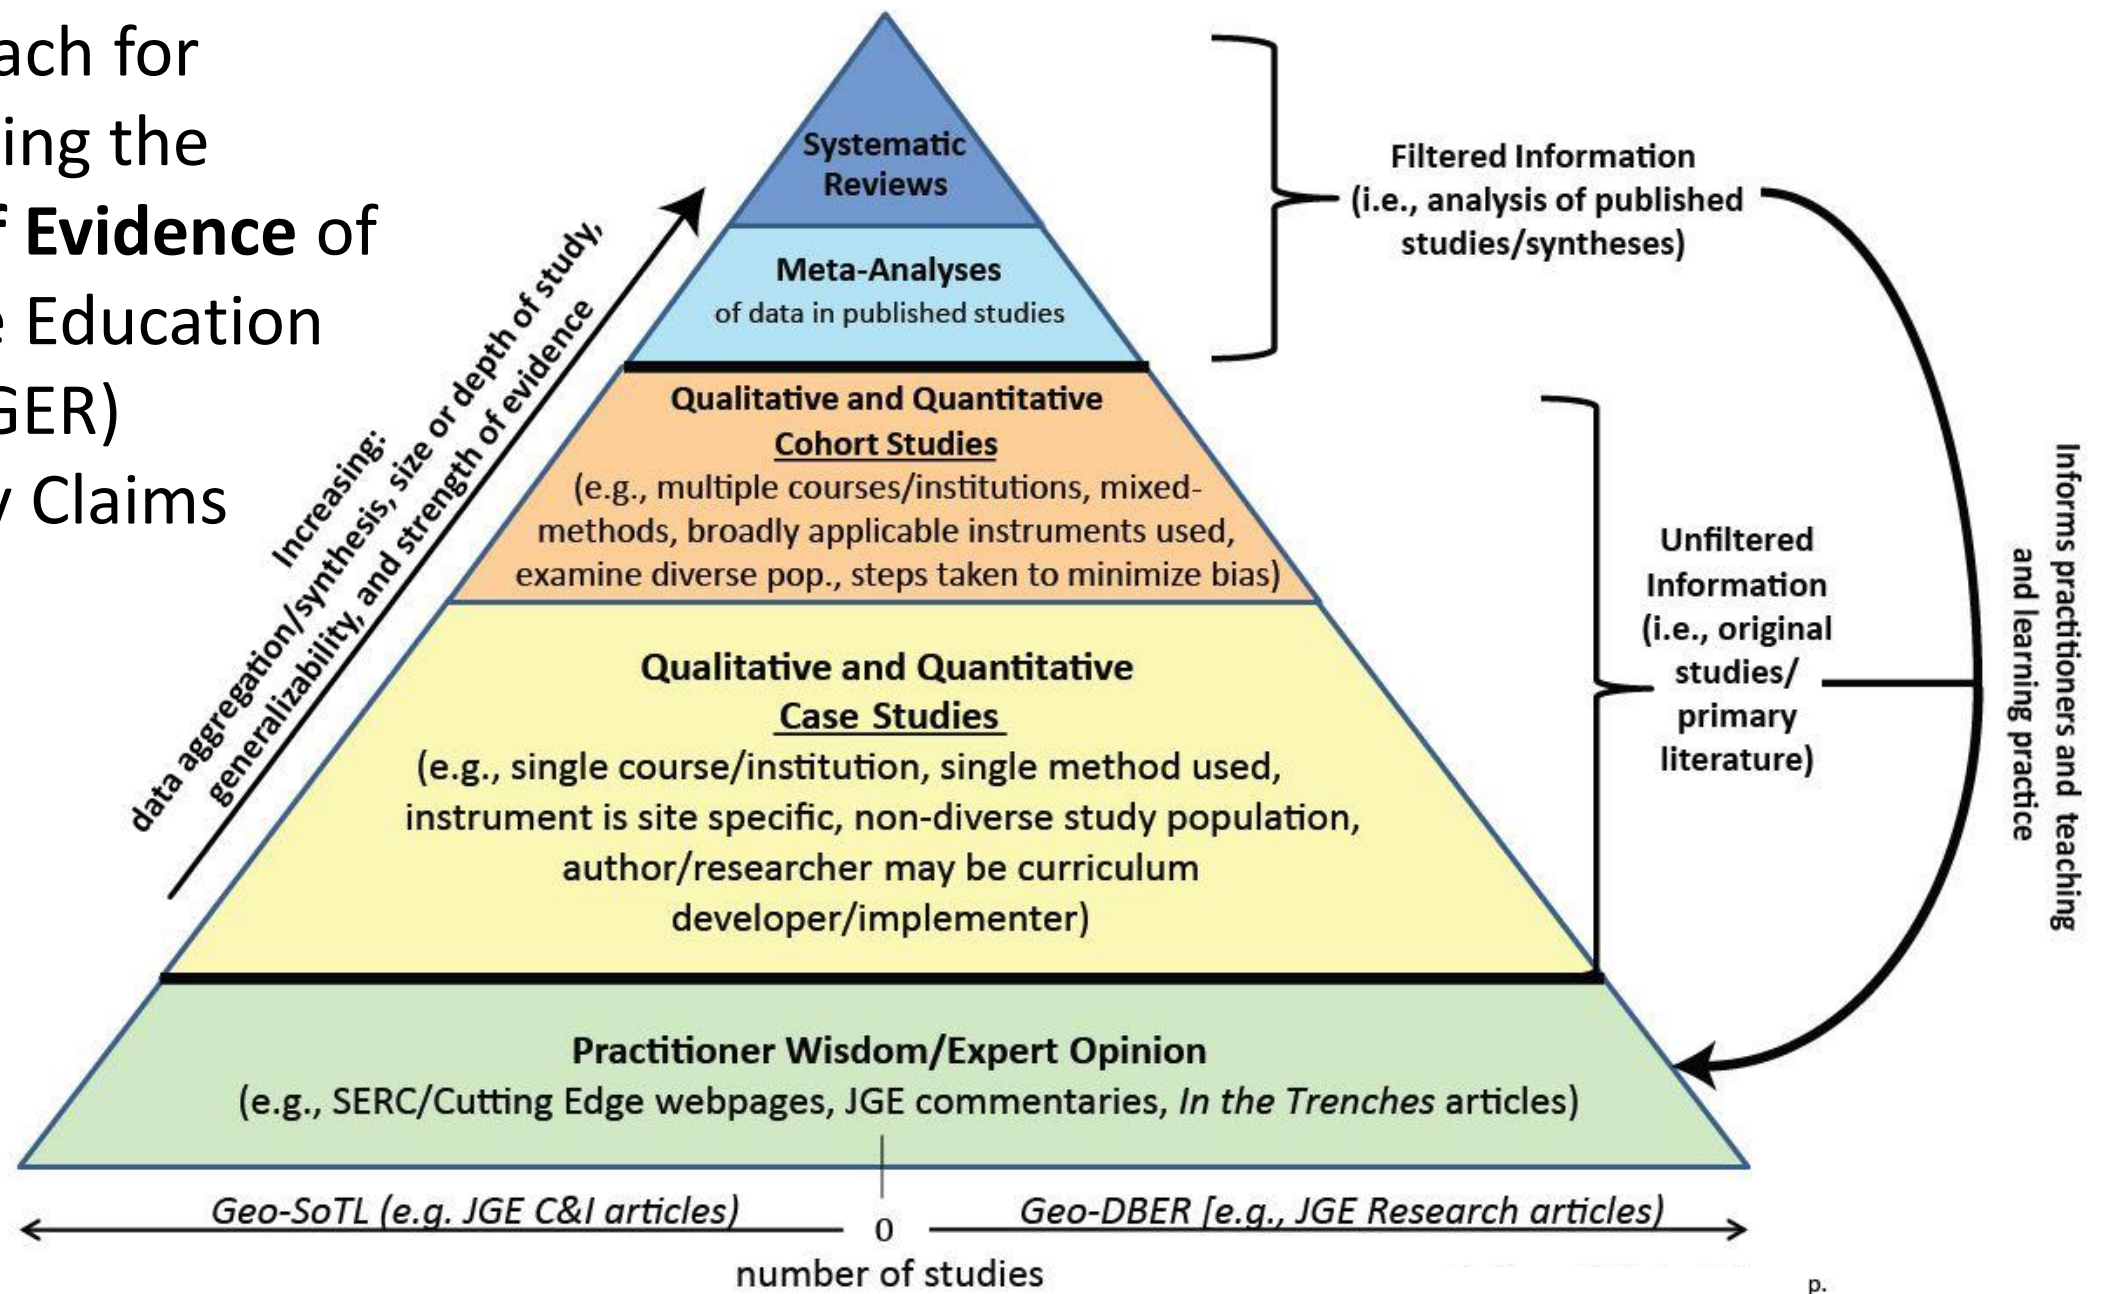 ach for
ing the
f Evidence of
e Education
GER)
y Claims
Increasing:
data aggregation/synthesis, size or depth of study,
generalizability, and strength of evidence
Systematic
Reviews
Meta-Analyses
of data in published studies
Qualitative and Quantitative
Cohort Studies
(e.g., multiple courses/institutions, mixed-
methods, broadly applicable instruments used,
examine diverse pop., steps taken to minimize bias)
Qualitative and Quantitative
Case Studies
(e.g., single course/institution, single method used,
instrument is site specific, non-diverse study population,
author/researcher may be curriculum
developer/implementer)
Practitioner Wisdom/Expert Opinion
(e.g., SERC/Cutting Edge webpages, JGE commentaries, In the Trenches articles)
Filtered Information
(i.e., analysis of published
studies/syntheses)
Unfiltered
Information
(i.e., original
studies/
primary
literature)
Informs practitioners and teaching
and learning practice
Geo-SoTL (e.g. JGE C&I articles)
0
Geo-DBER [e.g., JGE Research articles)
number of studies
p.